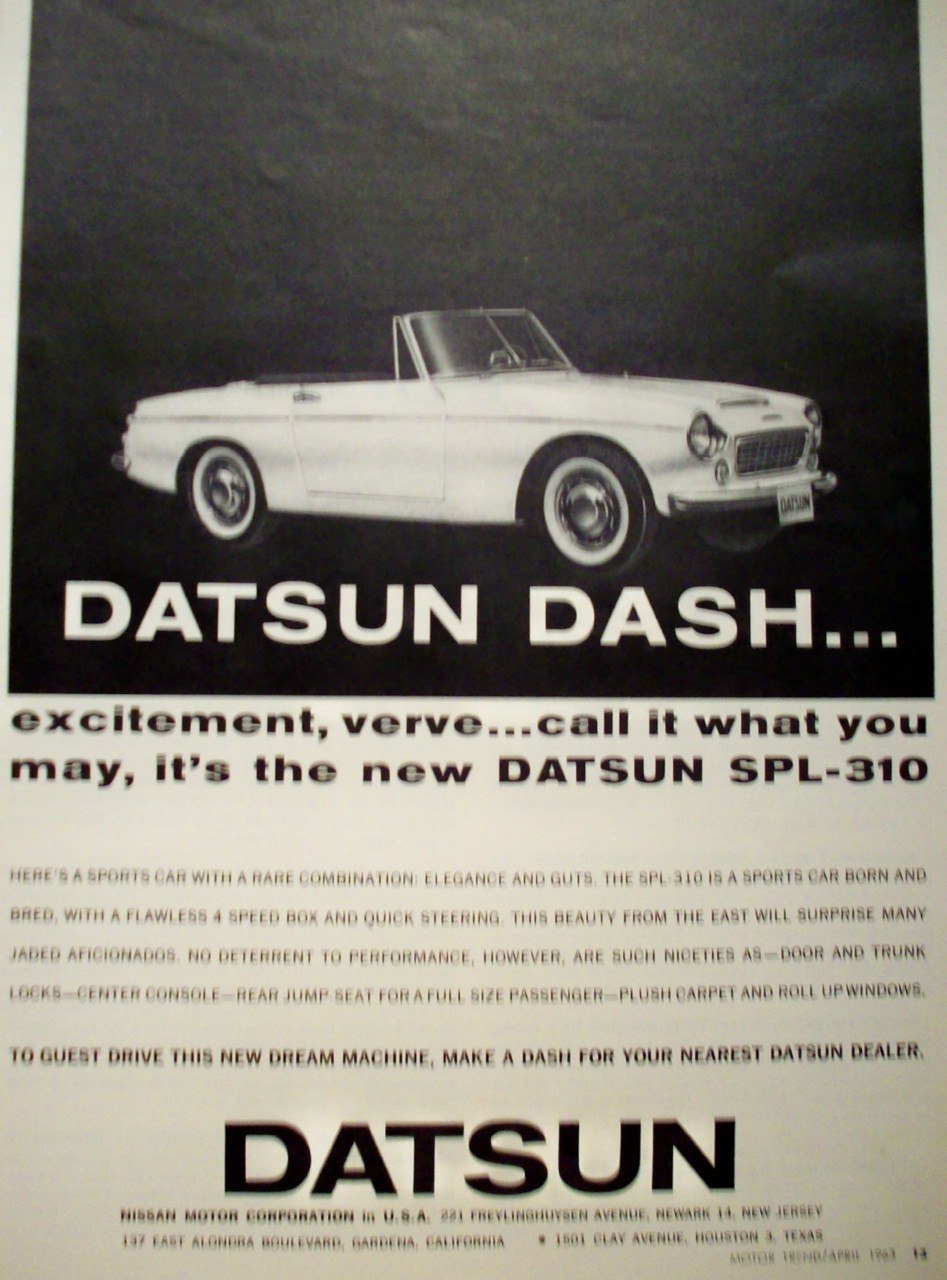 DATSUN
DATSUN DASH...
excitement, verve...call it what you
may, it's the new DATSUN SPL-310
HERE'S A SPORTS CAR WITH A RARE COMBINATION: ELEGANCE AND GUTS. THE SPL-310 IS A SPORTS CAR BORN AND
BRED, WITH A FLAWLESS 4 SPEED BOX AND QUICK STEERING. THIS BEAUTY FROM THE EAST WILL SURPRISE MANY
JADED AFICIONADOS. NO DETERRENT TO PERFORMANCE, HOWEVER, ARE SUCH NICETIES AS—DOOR AND TRUNK
LOCKS—CENTER CONSOLE—REAR JUMP SEAT FOR A FULL SIZE PASSENGER—PLUSH CARPET AND ROLL UP WINDOWS.
TO GUEST DRIVE THIS NEW DREAM MACHINE, MAKE A DASH FOR YOUR NEAREST DATSUN DEALER.
DATSUN
NISSAN MOTOR CORPORATION in U.S.A. 221 FREYLINGHUYSEN AVENUE, NEWARK 14, NEW JERSEY
137 EAST ALONDRA BOULEVARD, GARDENA, CALIFORNIA • 1501 CLAY AVENUE, HOUSTON 3, TEXAS
MOTOR TREND/APRIL 1963 13